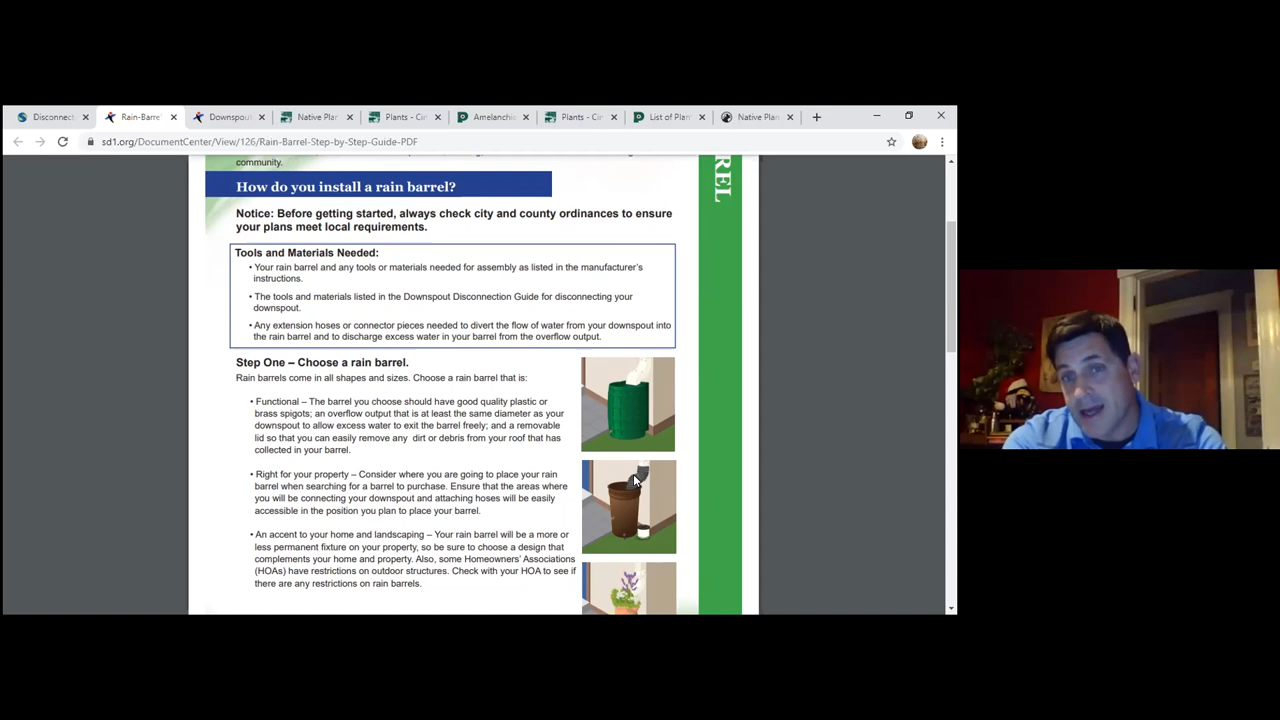 Disconnec
Rain-Barre
Downspou
Native Plar
Plants - Cin
Amelanchie
Plants - Cin
List of Plan
Native Plan
sd1.org/DocumentCenter/View/126/Rain-Barrel-Step-by-Step-Guide-PDF
community.
REL
How do you install a rain barrel?
Notice: Before getting started, always check city and county ordinances to ensure
your plans meet local requirements.
Tools and Materials Needed:
• Your rain barrel and any tools or materials needed for assembly as listed in the manufacturer's
instructions.
• The tools and materials listed in the Downspout Disconnection Guide for disconnecting your
downspout.
• Any extension hoses or connector pieces needed to divert the flow of water from your downspout into
the rain barrel and to discharge excess water in your barrel from the overflow output.
Step One – Choose a rain barrel.
Rain barrels come in all shapes and sizes. Choose a rain barrel that is:
• Functional – The barrel you choose should have good quality plastic or
brass spigots; an overflow output that is at least the same diameter as your
downspout to allow excess water to exit the barrel freely; and a removable
lid so that you can easily remove any dirt or debris from your roof that has
collected in your barrel.
• Right for your property – Consider where you are going to place your rain
barrel when searching for a barrel to purchase. Ensure that the areas where
you will be connecting your downspout and attaching hoses will be easily
accessible in the position you plan to place your barrel.
• An accent to your home and landscaping – Your rain barrel will be a more or
less permanent fixture on your property, so be sure to choose a design that
complements your home and property. Also, some Homeowners' Associations
(HOAs) have restrictions on outdoor structures. Check with your HOA to see if
there are any restrictions on rain barrels.